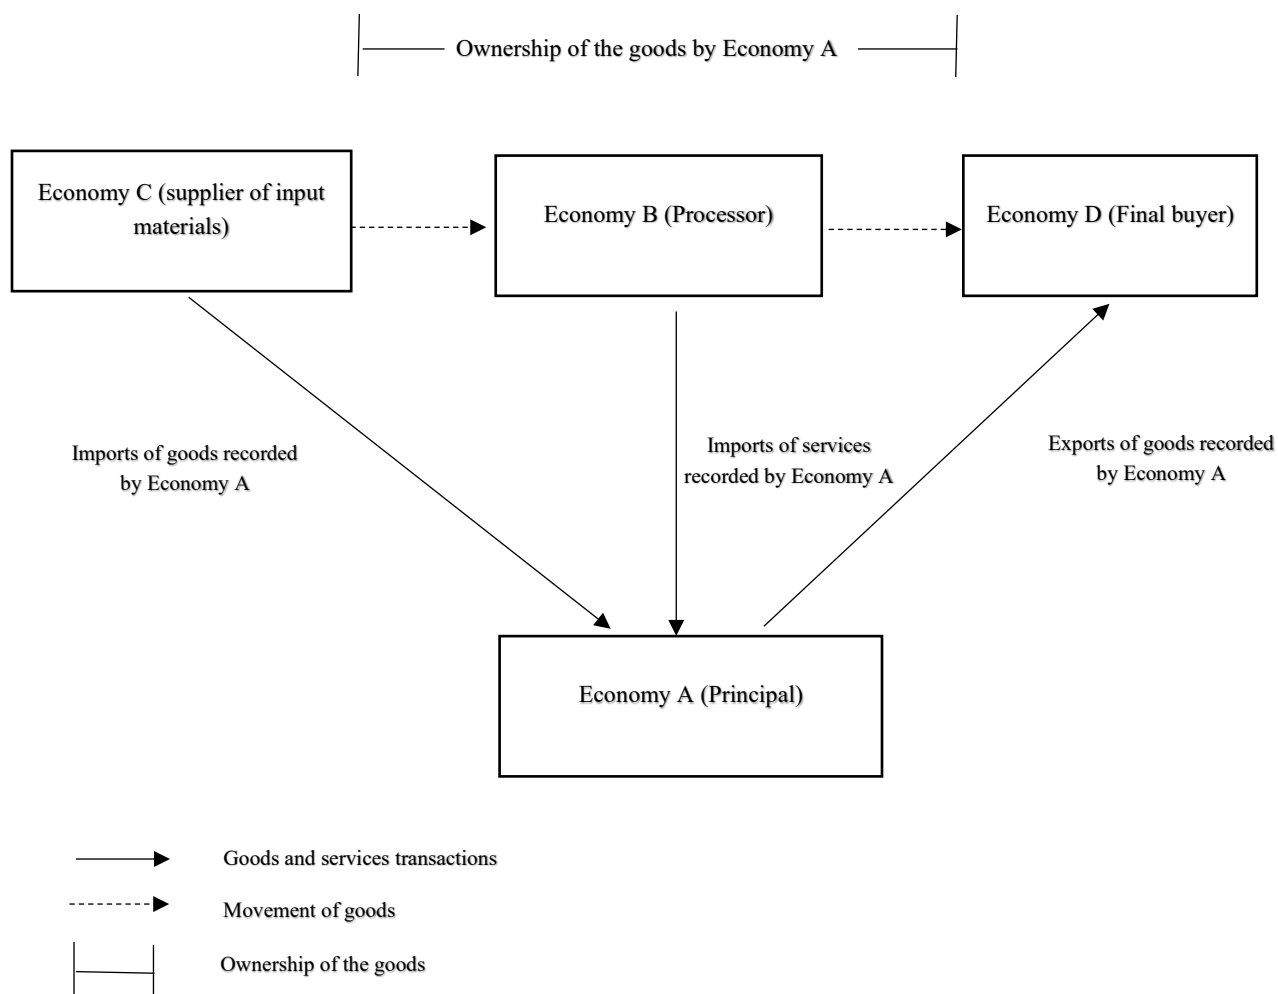 Ownership of the goods by Economy A
Economy C (supplier of input
materials)
Economy B (Processor)
Economy D (Final buyer)
Imports of goods recorded
by Economy A
Imports of services
recorded by Economy A
Exports of goods recorded
by Economy A
Economy A (Principal)
Goods and services transactions
Movement of goods
Ownership of the goods